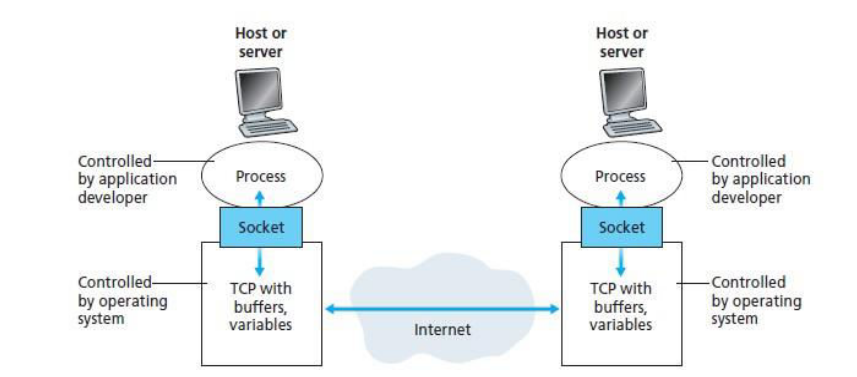 Host or
server
Host or
server
Controlled
by application
developer
Process
Process
Controlled
by application
developer
Socket
Socket
Controlled
by operating
system
TCP with
buffers,
variables
Internet
TCP with
buffers,
variables
Controlled
by operating
system